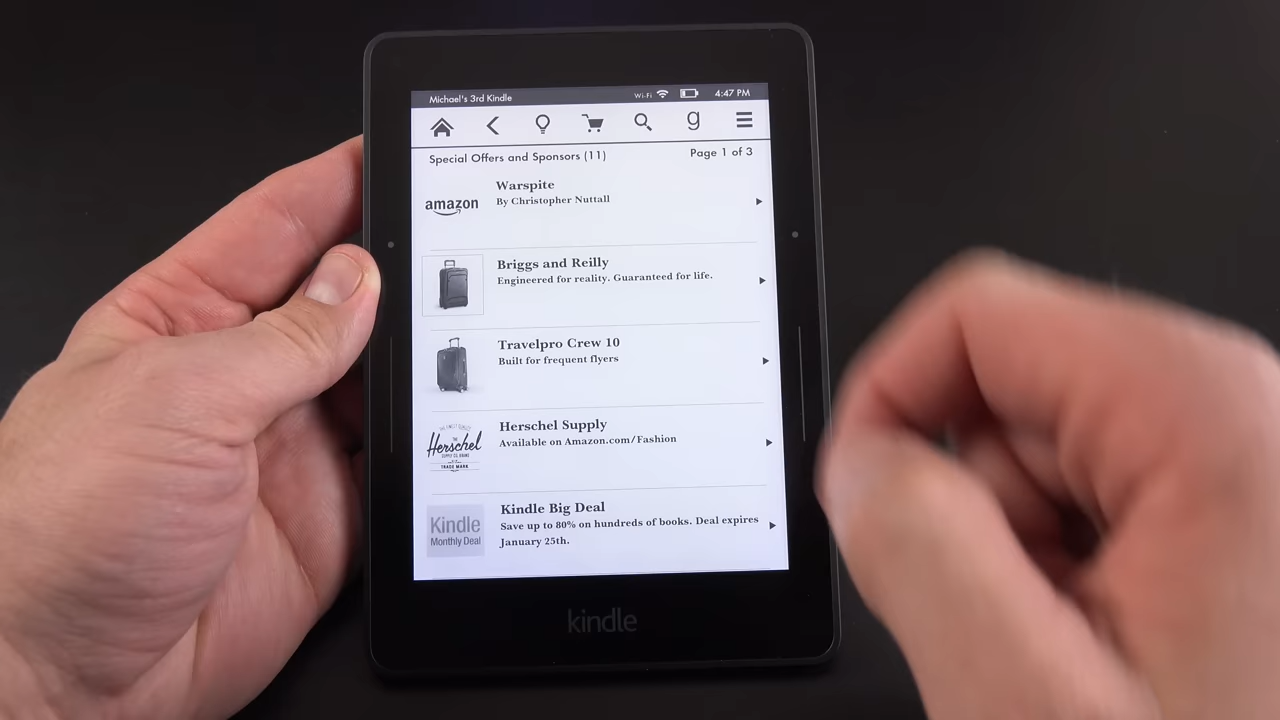 Michael's 3rd Kindle Wi-Fi 4:47 PM
g
Special Offers and Sponsors (11) Page 1 of 3
amazon
Warspite
By Christopher Nuttall
Briggs and Reilly
Engineered for reality. Guaranteed for life.
Travelpro Crew 10
Built for frequent flyers
THE
Herschel
SUPPLY CO. BRAND
TRADE MARK
Herschel Supply
Available on Amazon.com/Fashion
Kindle
Monthly Deal
Kindle Big Deal
Save up to 80% on hundreds of books. Deal expires
January 25th.
kindle